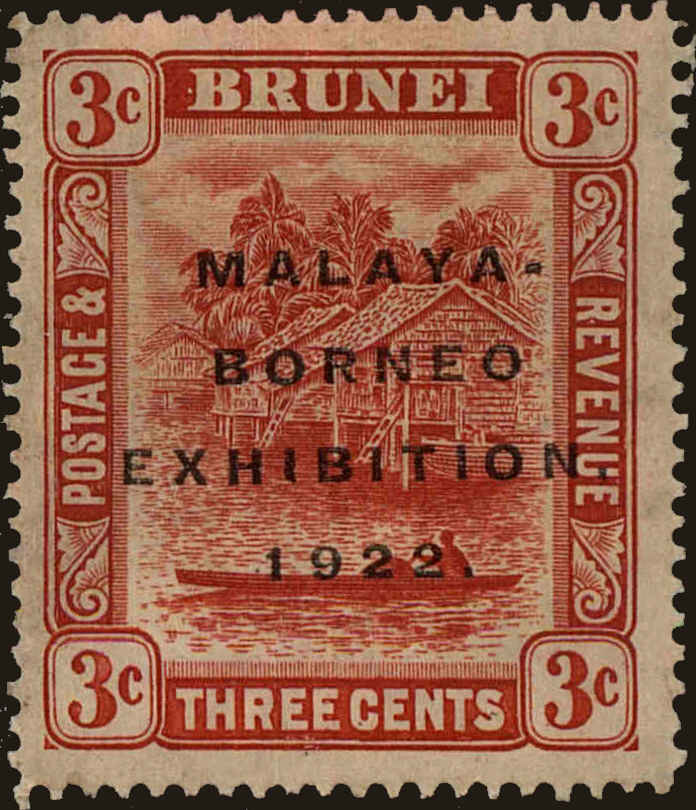 3c BRUNEI 3c
MALAYA-
BORNEO
EXHIBITION.
1922.
POSTAGE & REVENUE
3c THREE CENTS 3c